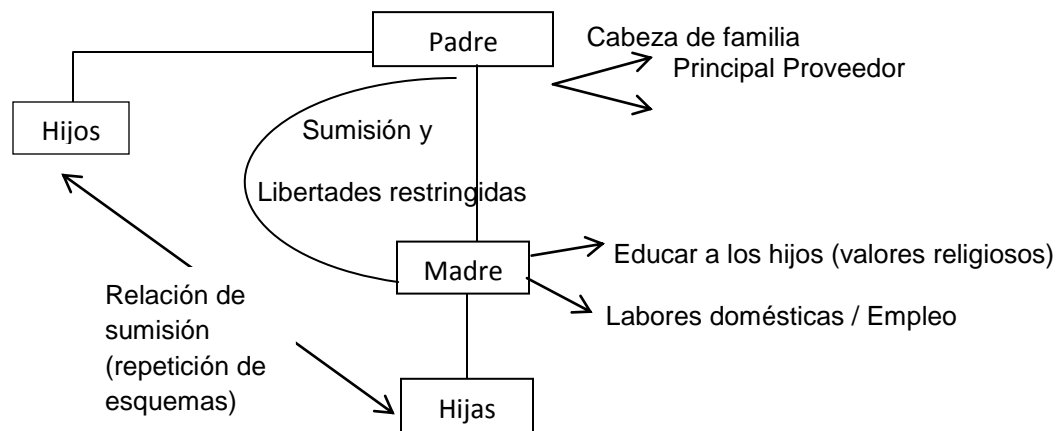 Padre
Cabeza de familia
Principal Proveedor
Hijos
Sumisión y
Libertades restringidas
Madre
Educar a los hijos (valores religiosos)
Labores domésticas / Empleo
Relación de
sumisión
(repetición de
esquemas)
Hijas